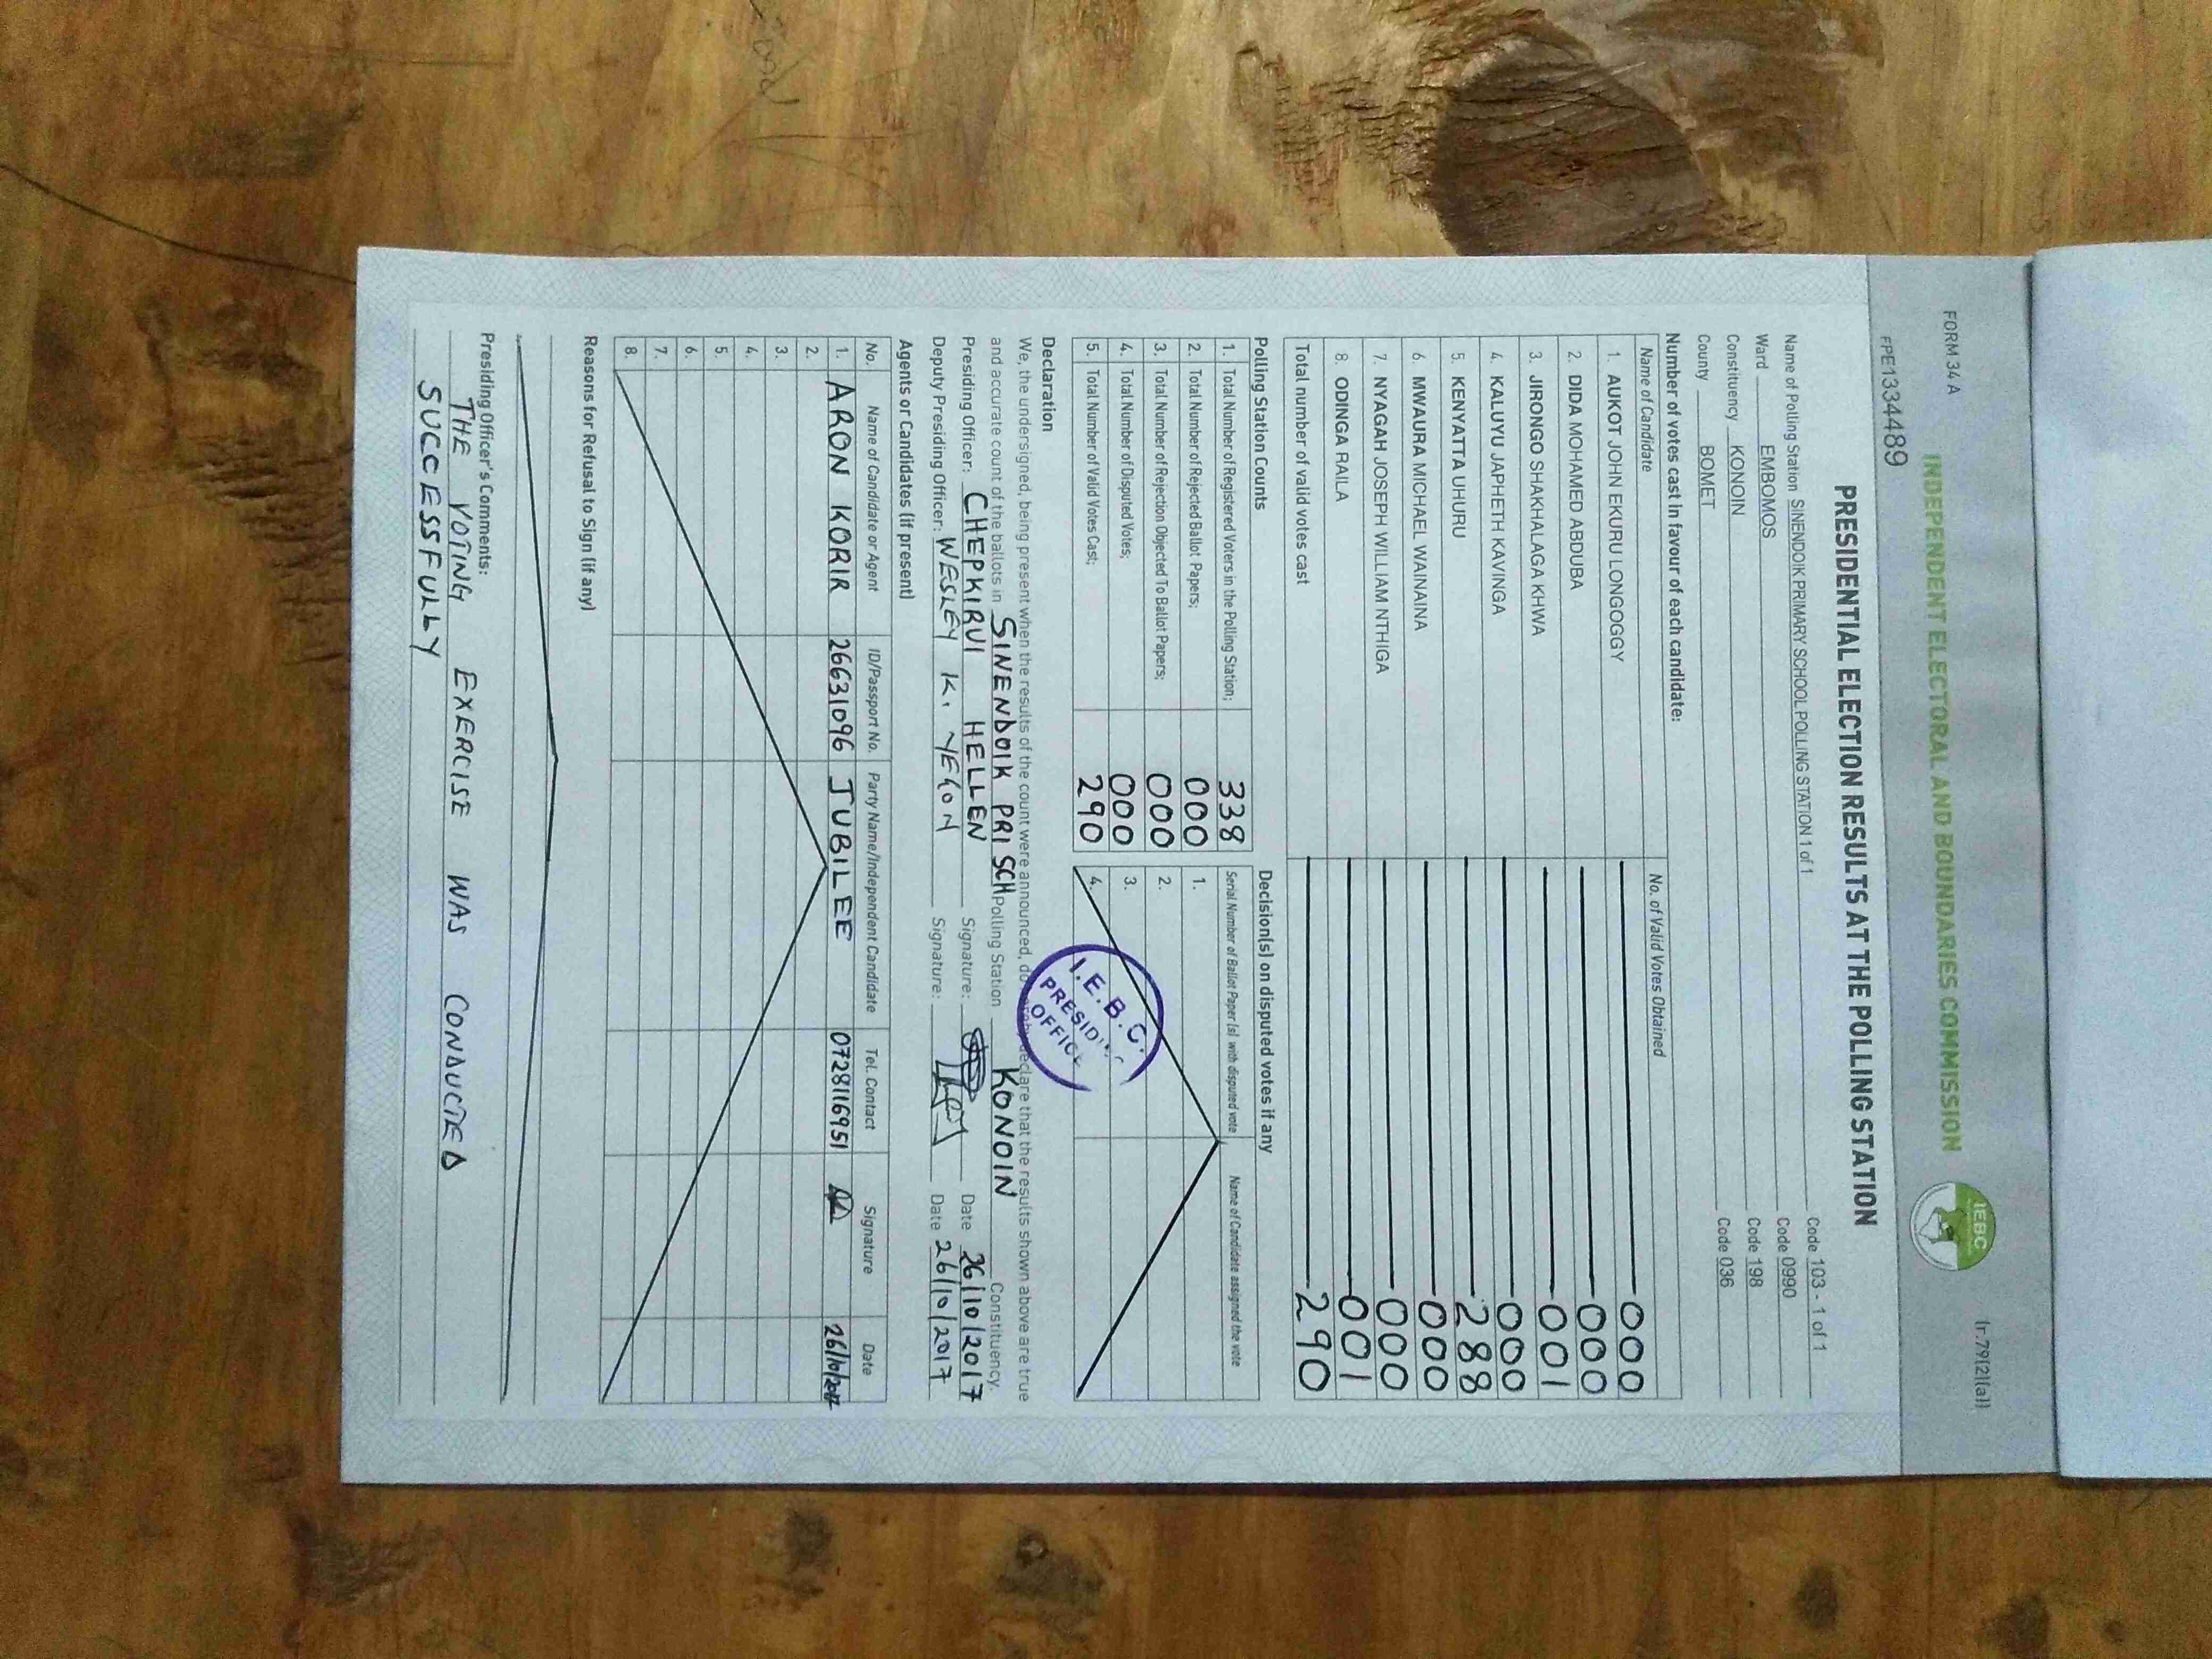 FORM 34 A
(r.79(2)(a))
INDEPENDENT ELECTORAL AND BOUNDARIES COMMISSION
IEBC
FPE1334489
PRESIDENTIAL ELECTION RESULTS AT THE POLLING STATION
Name of Polling Station SINENDOIK PRIMARY SCHOOL POLLING STATION 1 of 1 Code 103 - 1 of 1
Ward EMBOMOS Code 0990
Constituency KONOIN Code 198
County BOMET Code 036
Number of votes cast in favour of each candidate:
Name of Candidate No. of Valid Votes Obtained
1. AUKOT JOHN EKURU LONGOGGY 000
2. DIDA MOHAMED ABDUBA 000
3. JIRONGO SHAKHALAGA KHWA 001
4. KALUYU JAPHETH KAVINGA 000
5. KENYATTA UHURU 288
6. MWAURA MICHAEL WAINAINA 000
7. NYAGAH JOSEPH WILLIAM NTHIGA 000
8. ODINGA RAILA 001
Total number of valid votes cast 290
Polling Station Counts
1. Total Number of Registered Voters in the Polling Station; 338
2. Total Number of Rejected Ballot Papers; 000
3. Total Number of Rejection Objected To Ballot Papers; 000
4. Total Number of Disputed Votes; 000
5. Total Number of Valid Votes Cast; 290
Decision(s) on disputed votes if any
Serial Number of Ballot Paper (s) with disputed vote Name of Candidate assigned the vote
1.
2.
3.
4.
I.E.B.C.
PRESIDING
OFFICE
Declaration
We, the undersigned, being present when the results of the count were announced, do hereby declare that the results shown above are true
and accurate count of the ballots in SINENDOIK PRI SCH Polling Station KONOIN Constituency.
Presiding Officer: CHEPKIRUI HELLEN Signature: Date 26/10/2017
Deputy Presiding Officer: WESLEY K. YEGON Signature: Date 26/10/2017
Agents or Candidates (if present)
No. Name of Candidate or Agent ID/Passport No. Party Name/Independent Candidate Tel. Contact Signature Date
1. ARON KORIR 26631096 JUBILEE 0728116951 26/10/2017
2.
3.
4.
5.
6.
7.
8.
Reasons for Refusal to Sign (if any)
Presiding Officer's Comments:
THE VOTING EXERCISE WAS CONDUCTED
SUCCESSFULLY